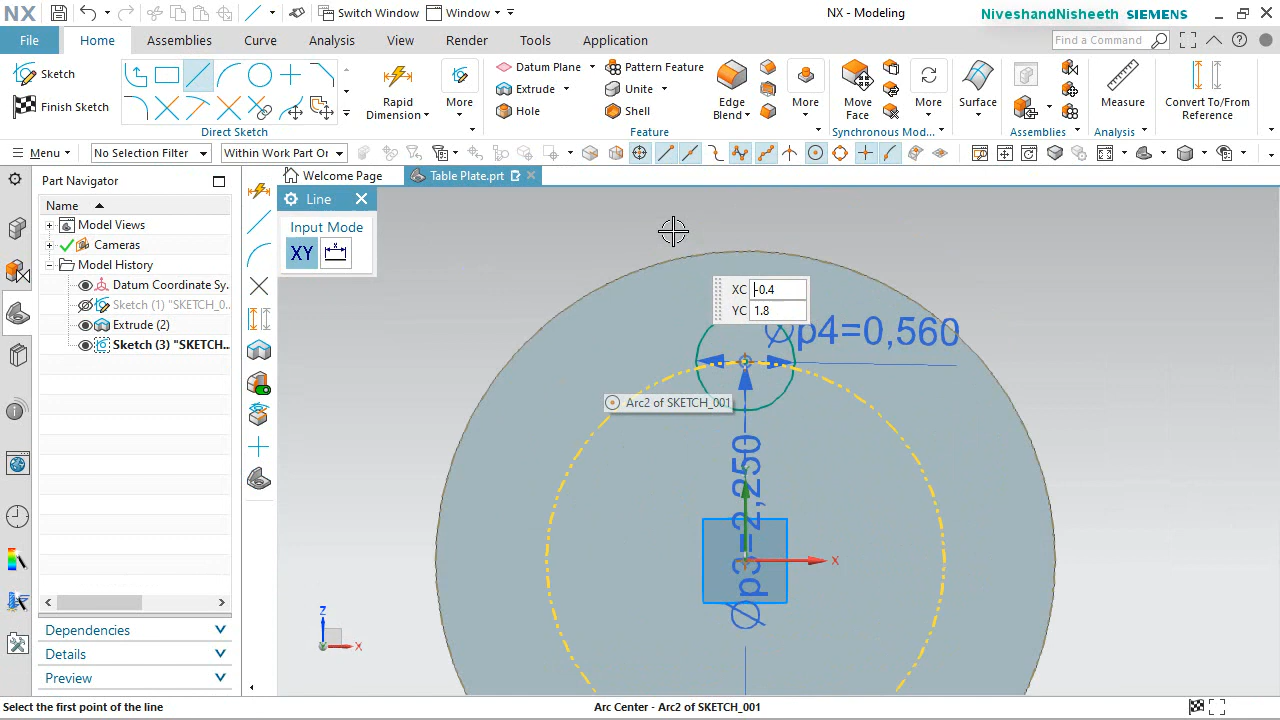 NX
Switch Window
Window
NX - Modeling
NiveshandNisheeth SIEMENS
File
Home
Assemblies
Curve
Analysis
View
Render
Tools
Application
Find a Command
Sketch
Finish Sketch
Direct Sketch
Rapid Dimension
More
Datum Plane
Extrude
Hole
Pattern Feature
Unite
Shell
Edge Blend
More
Feature
Move Face
More
Synchronous Mod...
Surface
Assemblies
Measure
Analysis
Convert To/From Reference
Menu
No Selection Filter
Within Work Part Or
Part Navigator
Name
Model Views
Cameras
Model History
Datum Coordinate Sy..
Sketch (1) "SKETCH_0..
Extrude (2)
Sketch (3) "SKETCH...
Dependencies
Details
Preview
Welcome Page
Table Plate.prt
Line
Input Mode
XY
XC -0.4
YC 1.8
Øp4=0,560
Arc2 of SKETCH_001
Øp3=2,250
X
Z
X
Select the first point of the line
Arc Center - Arc2 of SKETCH_001